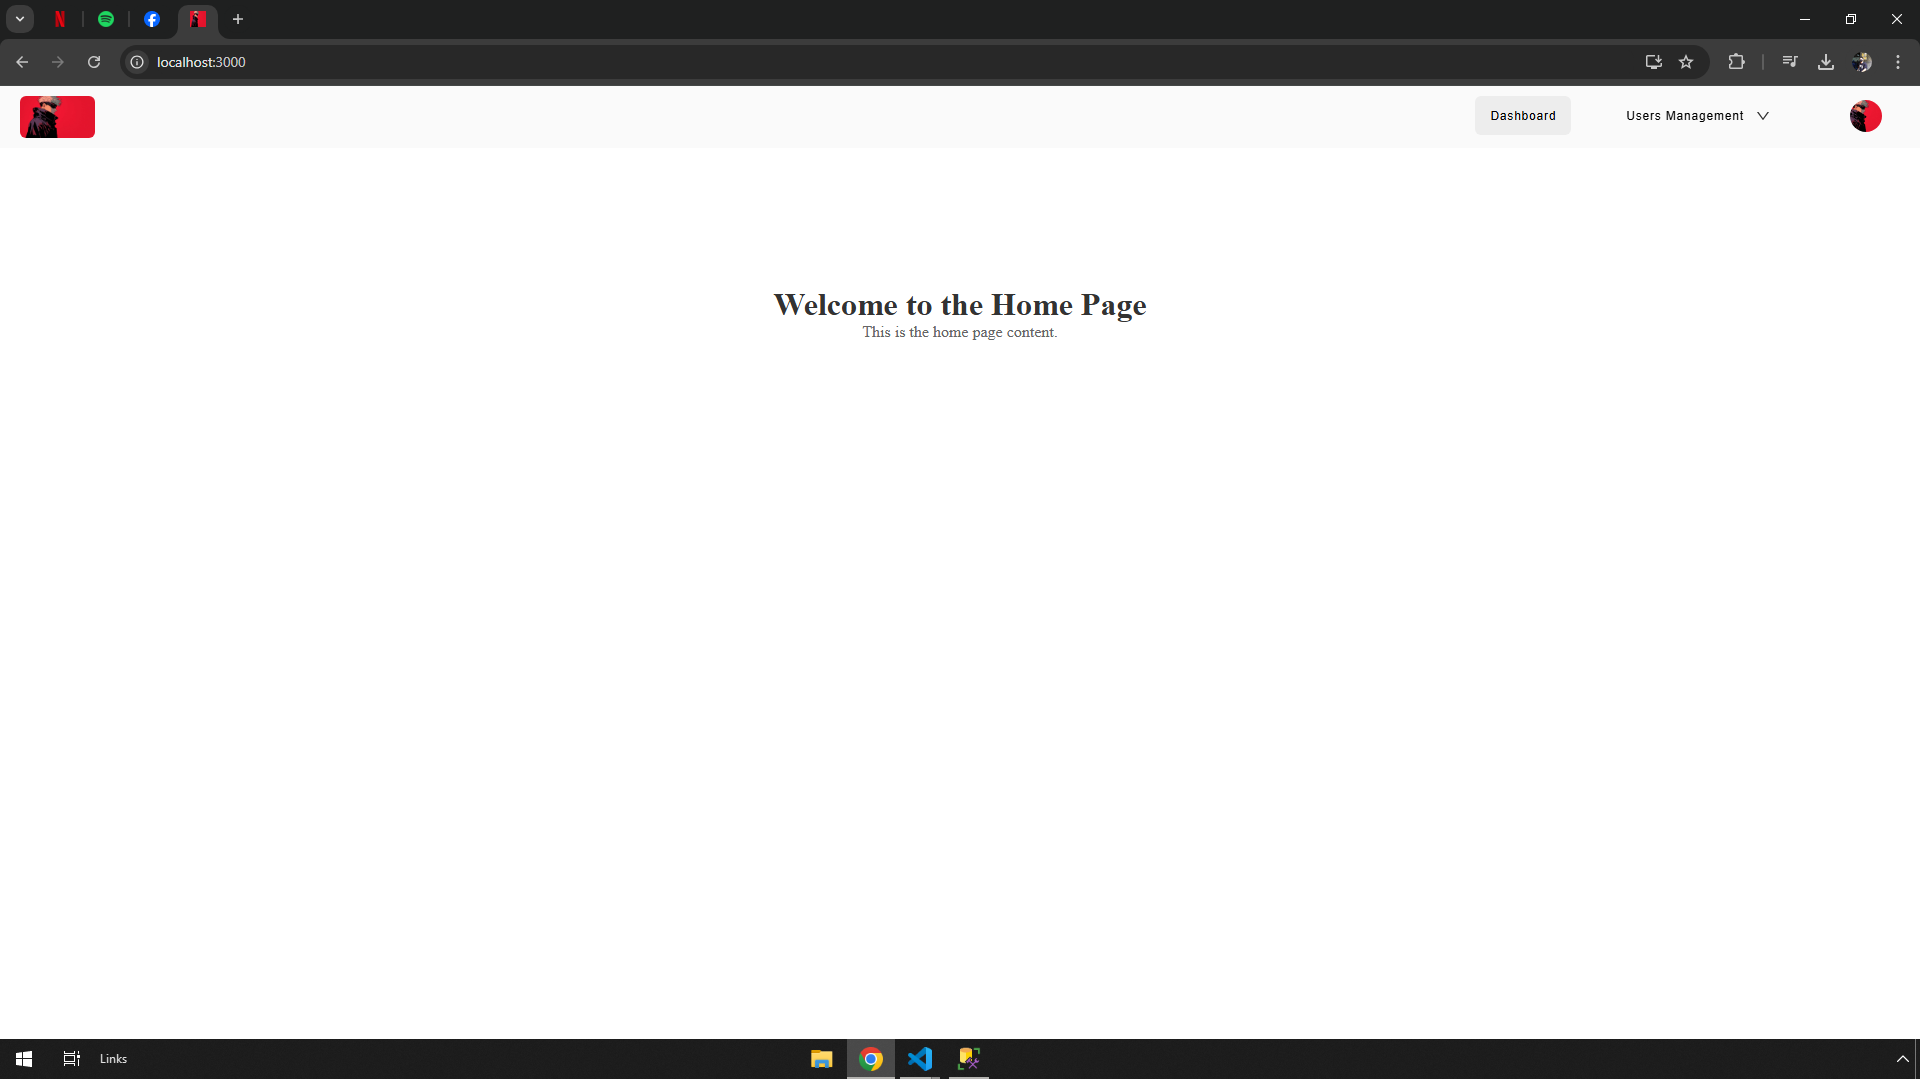 localhost:3000
Dashboard
Users Management
Welcome to the Home Page
This is the home page content.
Links